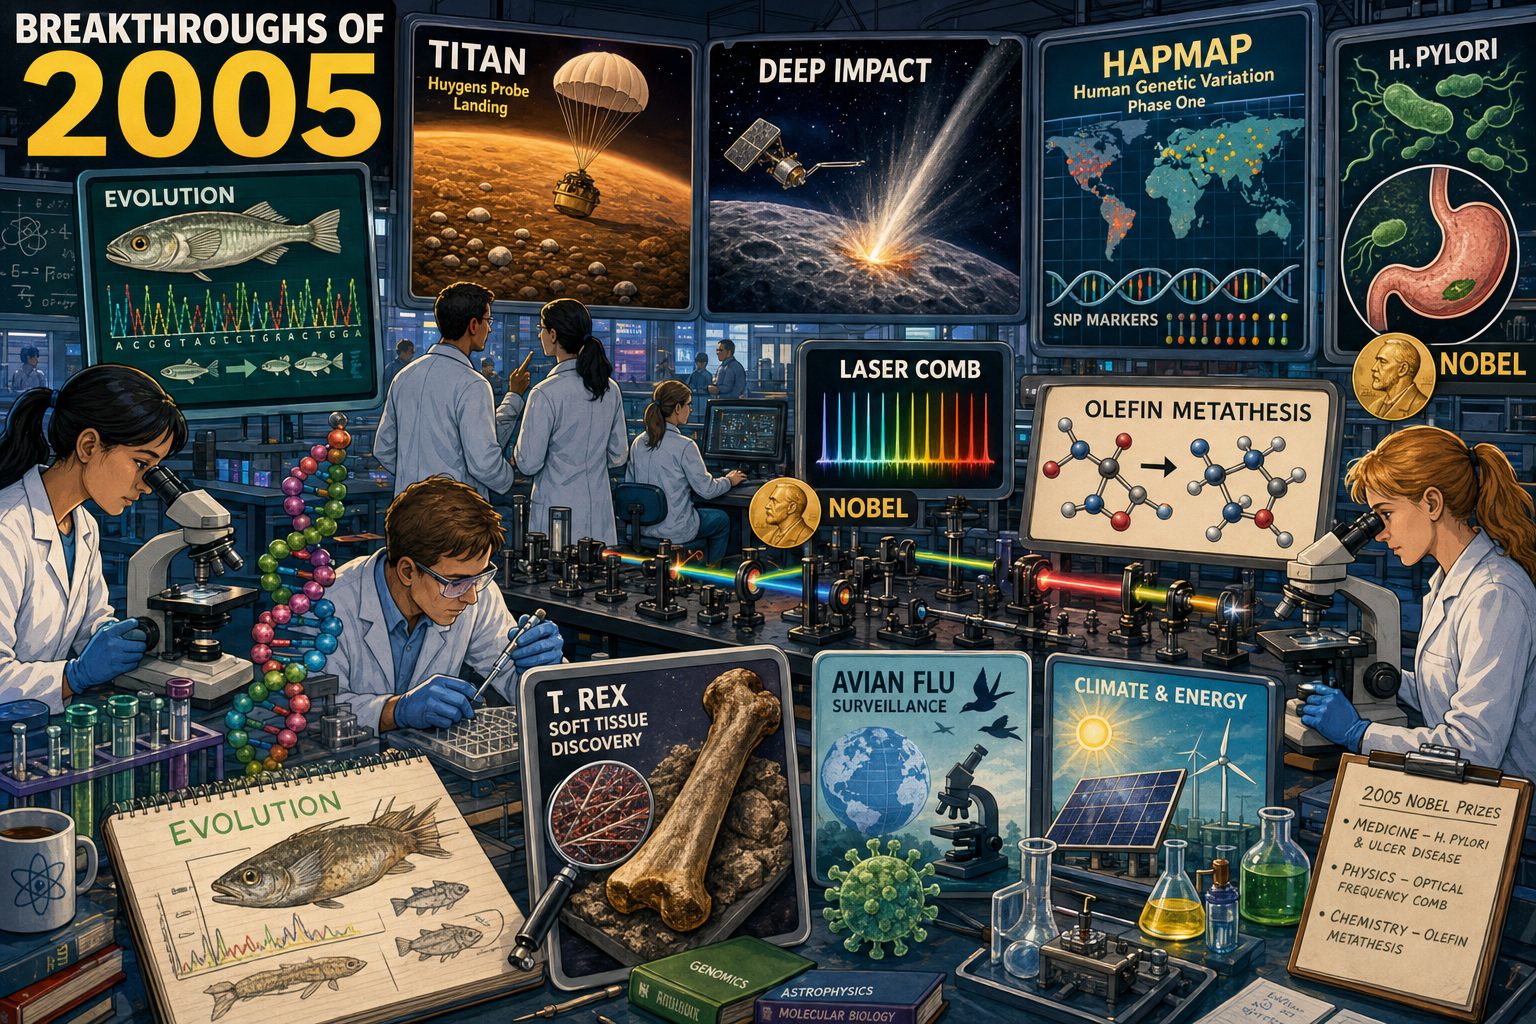 BREAKTHROUGHS OF
2005
EVOLUTION
TITAN
Huygens Probe
Landing
DEEP IMPACT
HAPMAP
Human Genetic Variation
Phase One
SNP MARKERS
H. PYLORI
NOBEL
LASER COMB
NOBEL
OLEFIN METATHESIS
T. REX
SOFT TISSUE
DISCOVERY
AVIAN FLU
SURVEILLANCE
CLIMATE & ENERGY
EVOLUTION
GENOMICS
ASTROPHYSICS
MOLECULAR BIOLOGY
2005 NOBEL PRIZES
• MEDICINE – H. PYLORI
& ULCER DISEASE
• PHYSICS – OPTICAL
FREQUENCY COMB
• CHEMISTRY – OLEFIN
METATHESIS